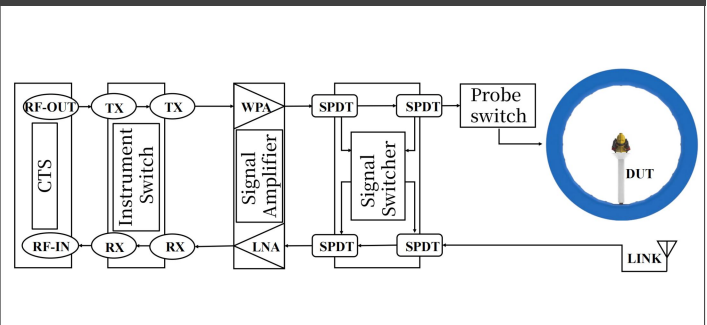 RF-OUT
TX
TX
WPA
SPDT
SPDT
Probe
switch
CTS
Instrument
Switch
Signal
Amplifier
Signal
Switcher
DUT
RF-IN
RX
RX
LNA
SPDT
SPDT
LINK